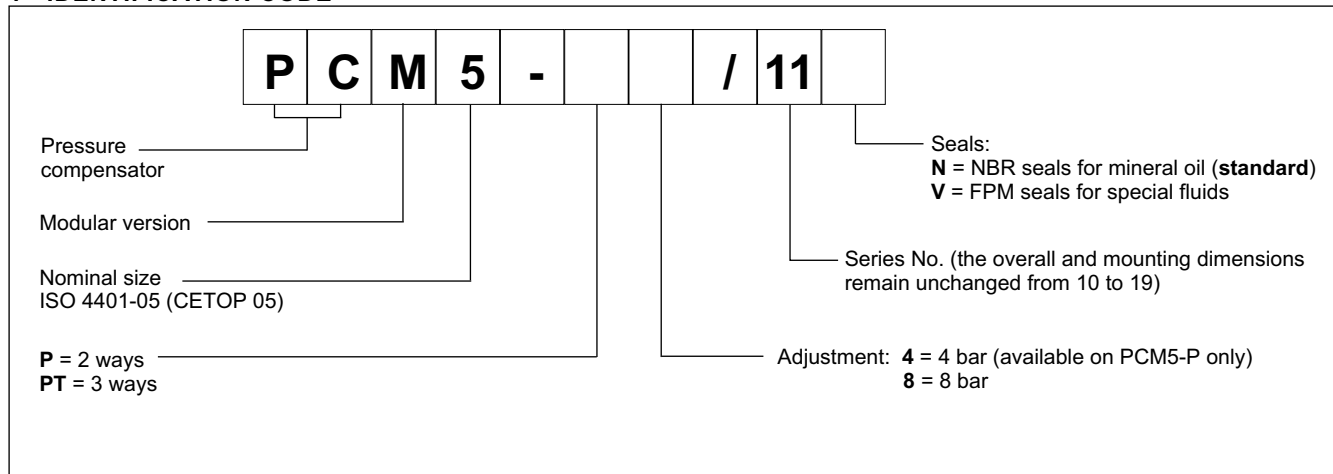 P C M 5 - / 11
Pressure
compensator
Modular version
Nominal size
ISO 4401-05 (CETOP 05)
P = 2 ways
PT = 3 ways
Seals:
N = NBR seals for mineral oil (standard)
V = FPM seals for special fluids
Series No. (the overall and mounting dimensions
remain unchanged from 10 to 19)
Adjustment: 4 = 4 bar (available on PCM5-P only)
8 = 8 bar